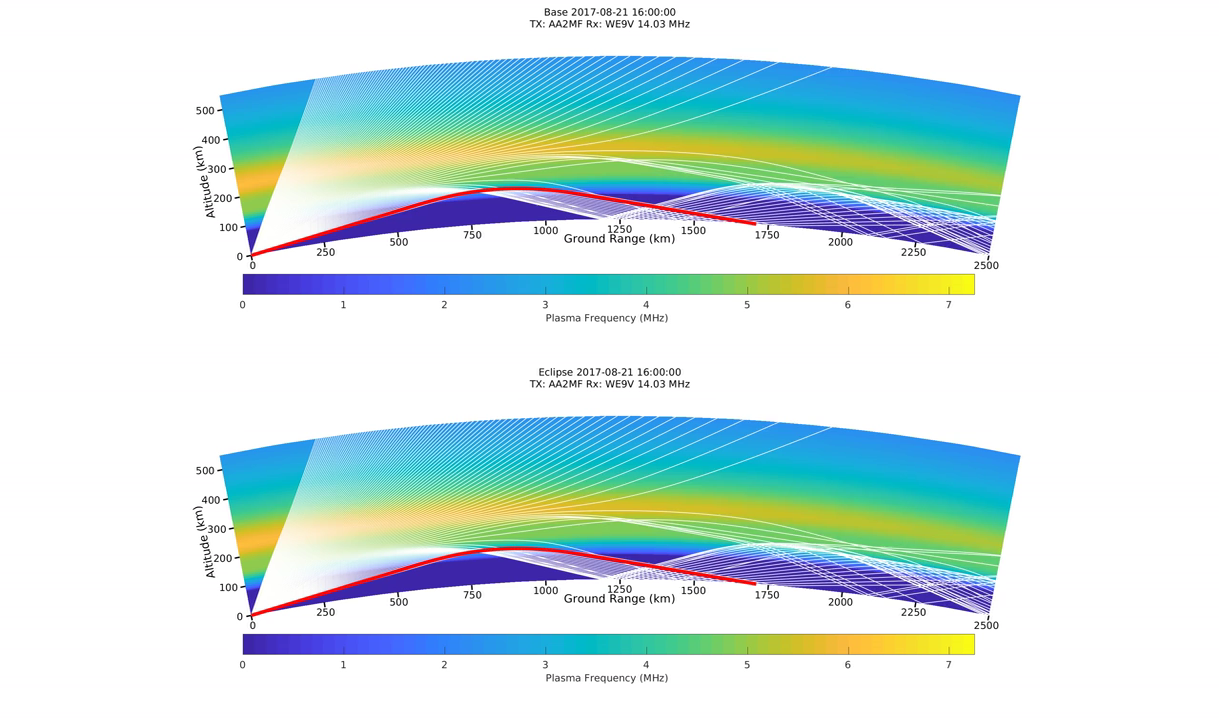 Base 2017-08-21 16:00:00
TX: AA2MF Rx: WE9V 14.03 MHz
500
400
300
200
100
0
Altitude (km)
0
250
500
750
1000
1250
1500
1750
2000
2250
2500
Ground Range (km)
0 1 2 3 4 5 6 7
Plasma Frequency (MHz)
Eclipse 2017-08-21 16:00:00
TX: AA2MF Rx: WE9V 14.03 MHz
500
400
300
200
100
0
Altitude (km)
0
250
500
750
1000
1250
1500
1750
2000
2250
2500
Ground Range (km)
0 1 2 3 4 5 6 7
Plasma Frequency (MHz)